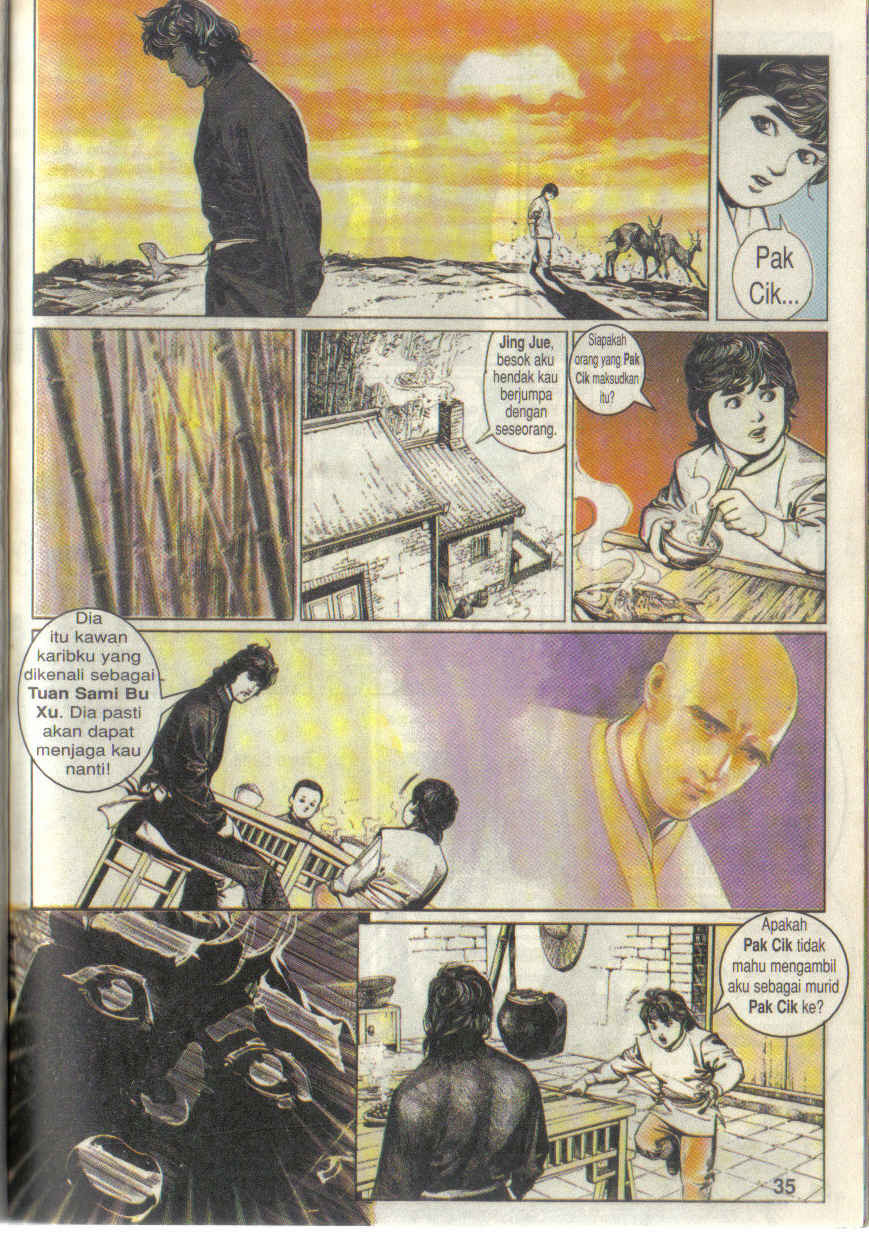 Pak
Cik...
Jing Jue,
besok aku
hendak kau
berjumpa
dengan
seseorang.
Siapakah
orang yang Pak
Cik maksudkan
itu?
Dia
itu kawan
karibku yang
dikenali sebagai
Tuan Sami Bu
Xu. Dia pasti
akan dapat
menjaga kau
nanti!
Apakah
Pak Cik tidak
mahu mengambil
aku sebagai murid
Pak Cik ke?
35